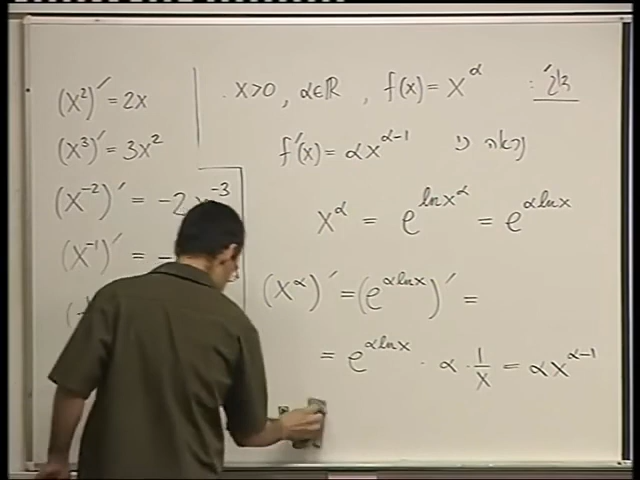 דג' : f(x) = x^α , α∈ℝ , x>0 .
נראה כי f'(x) = αx^(α-1)
x^α = e^(ln x^α) = e^(α ln x)
(x^α)' = (e^(α ln x))' =
= e^(α ln x) · α · 1/x = αx^(α-1)
(x²)' = 2x
(x³)' = 3x²
(x^(-2))' = -2x^(-3)
(x^(-1))' = -